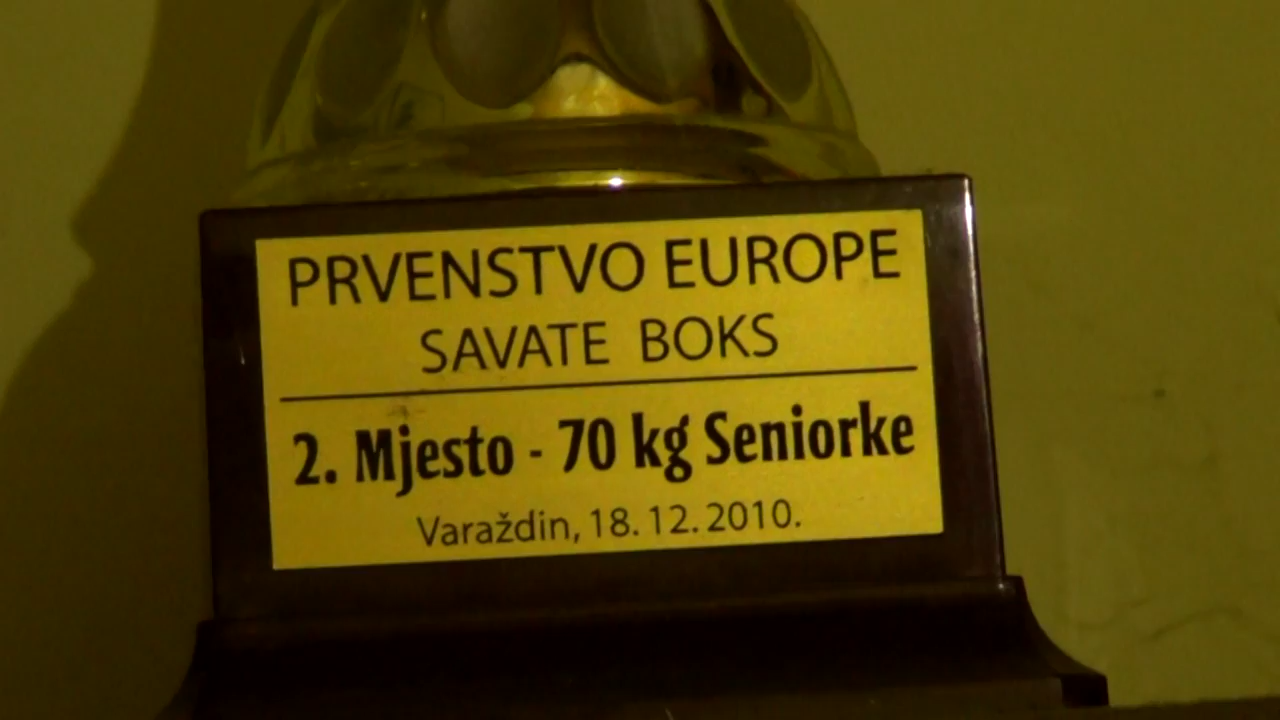 PRVENSTVO EUROPE
SAVATE BOKS
2. Mjesto - 70 kg Seniorke
Varaždin, 18. 12. 2010.